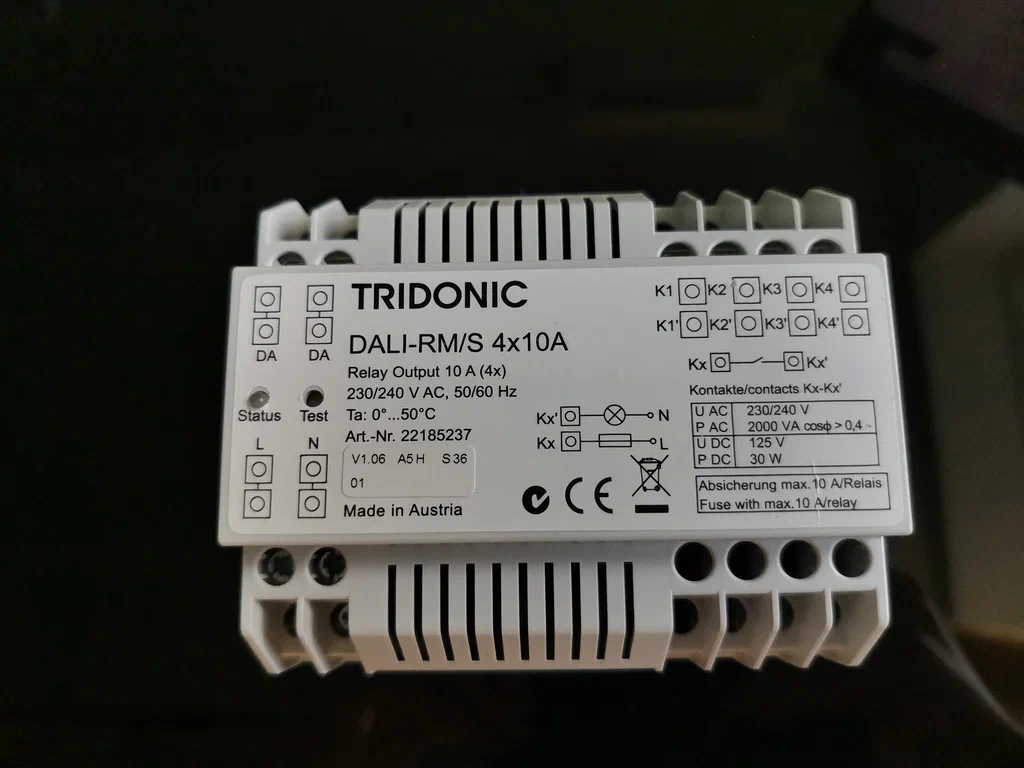 TRIDONIC
DALI-RM/S 4x10A
Relay Output 10 A (4x)
230/240 V AC, 50/60 Hz
Ta: 0°...50°C
Art.-Nr. 22185237
V1.06 A5H S36
01
Made in Austria
DA DA
Status Test
L N
K1 K2 K3 K4
K1' K2' K3' K4'
Kx Kx'
Kontakte/contacts Kx-Kx'
U AC 230/240 V
P AC 2000 VA cosϕ > 0,4 ~
U DC 125 V
P DC 30 W
Kx' N
Kx L
CE
Absicherung max.10 A/Relais
Fuse with max.10 A/relay